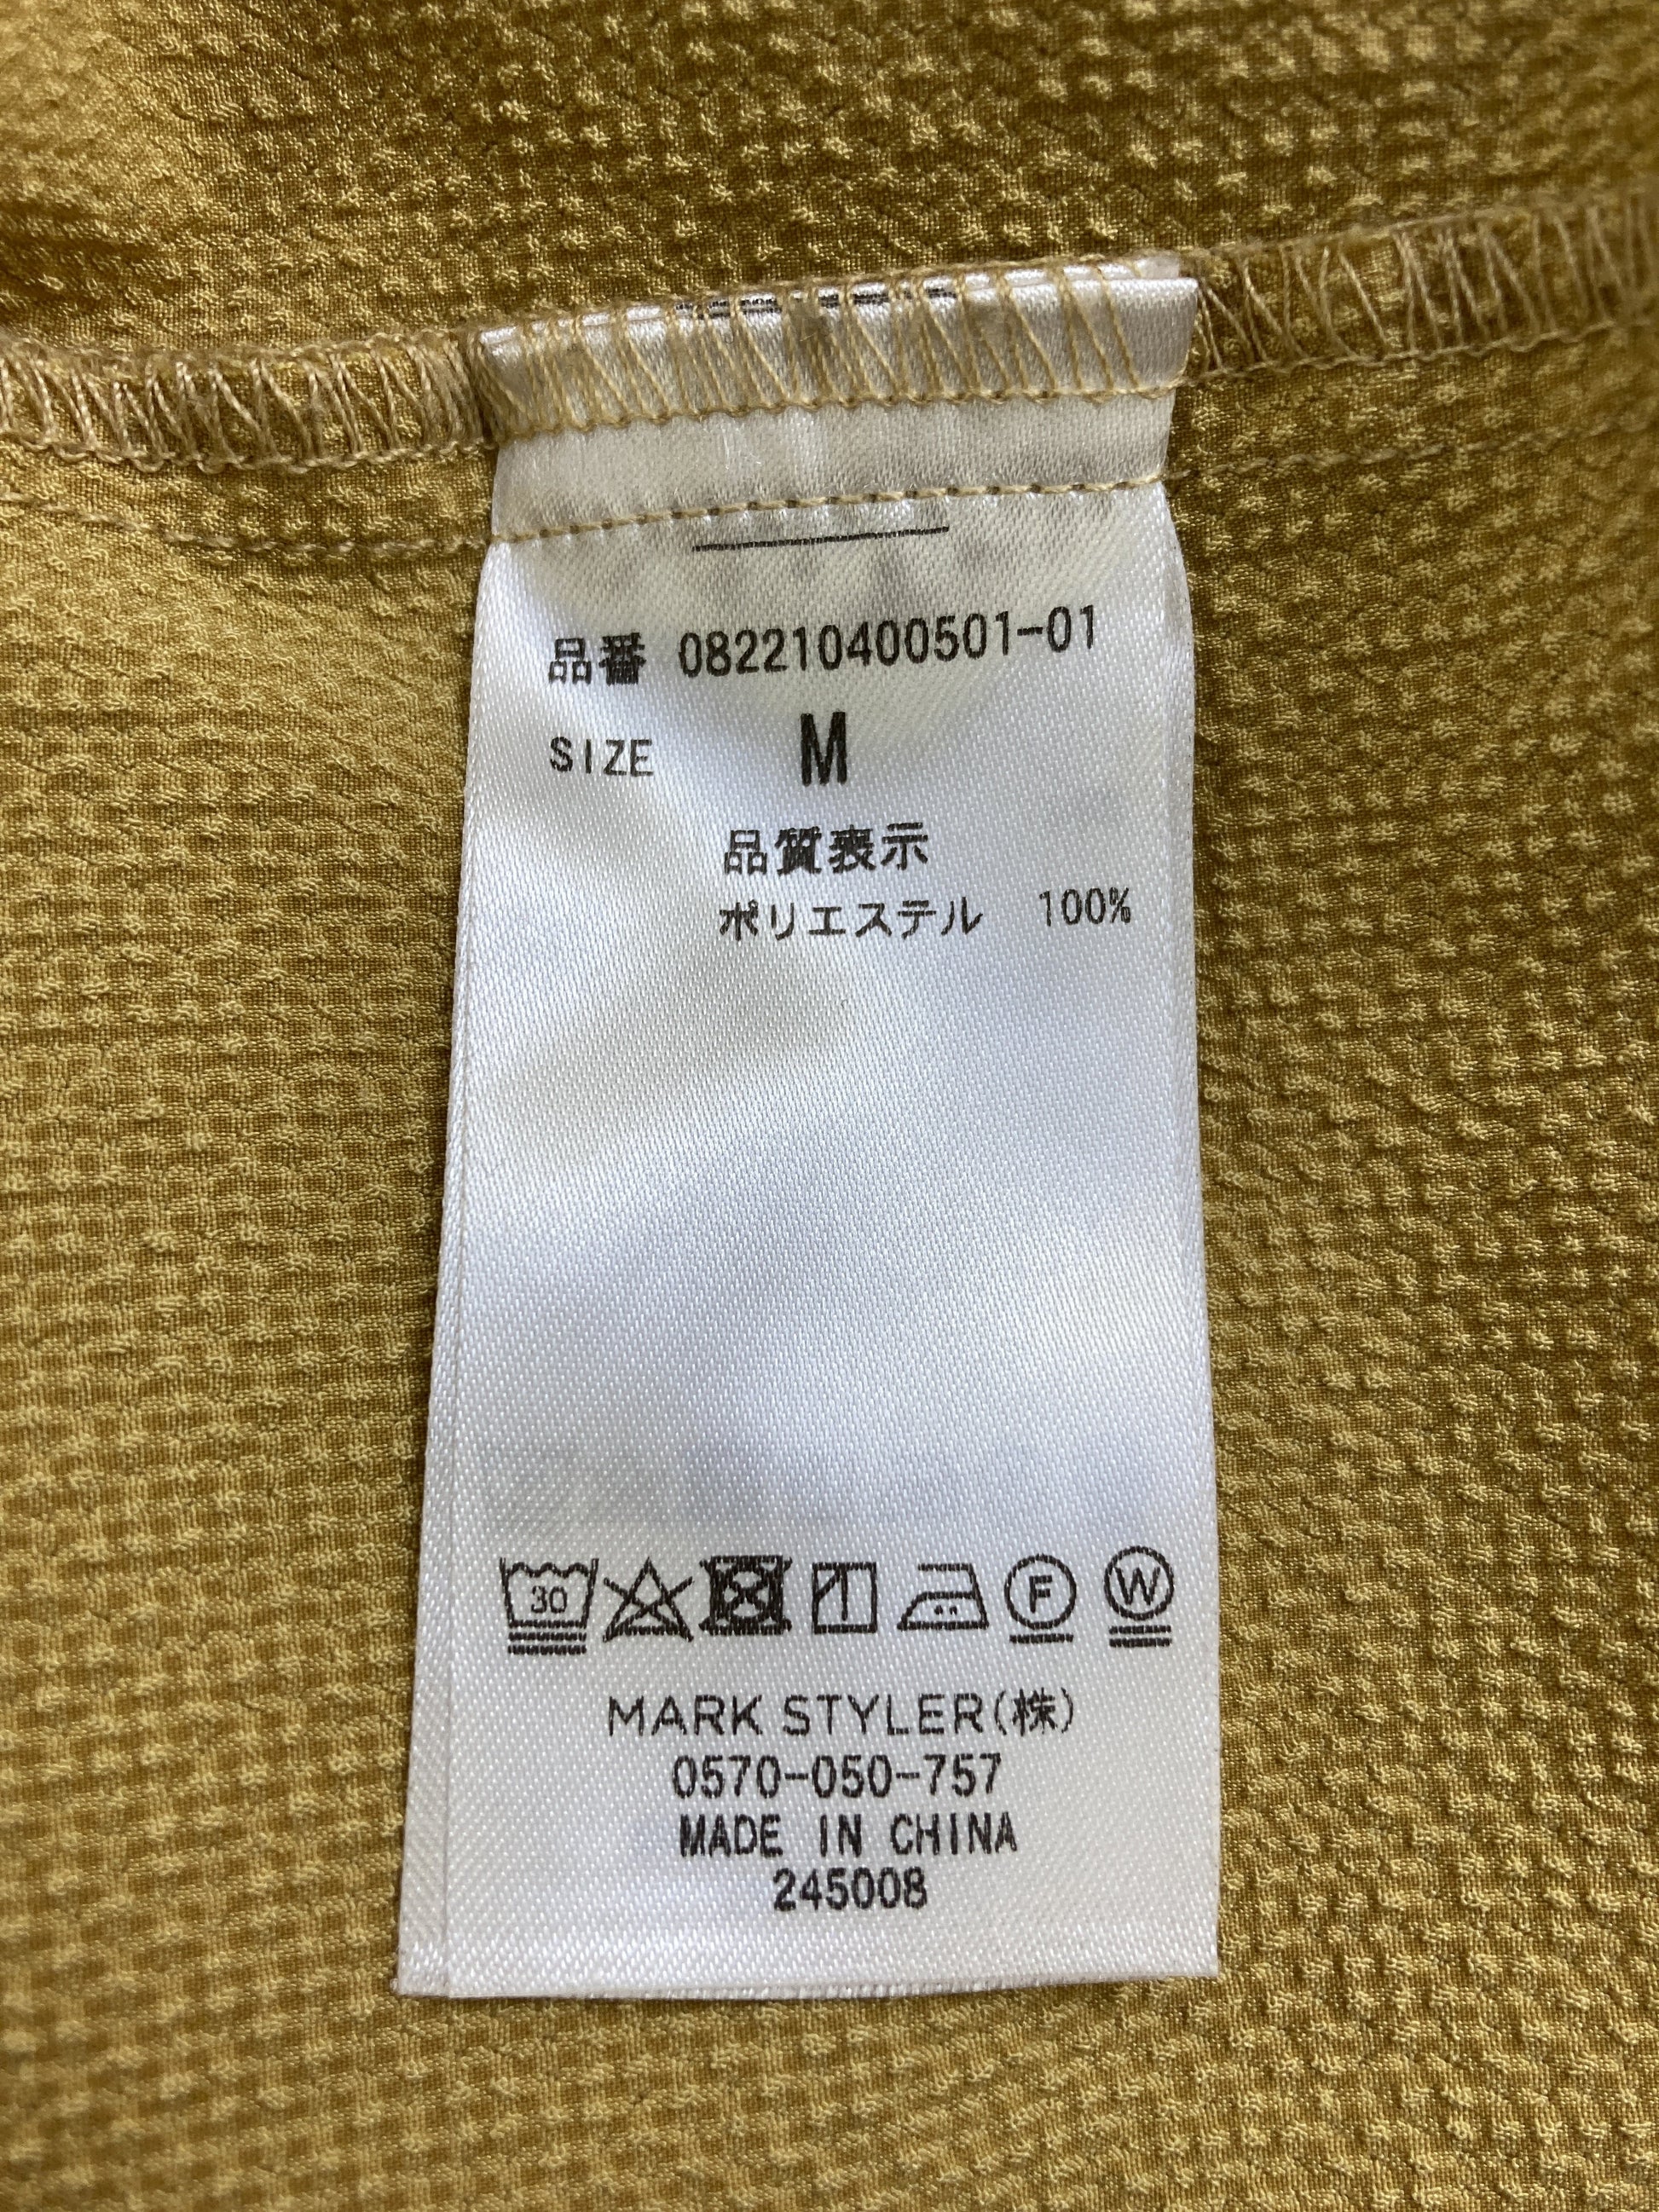 品番 082210400501-01
SIZE M
品質表示
ポリエステル 100%
30 F W
MARK STYLER(株)
0570-050-757
MADE IN CHINA
245008